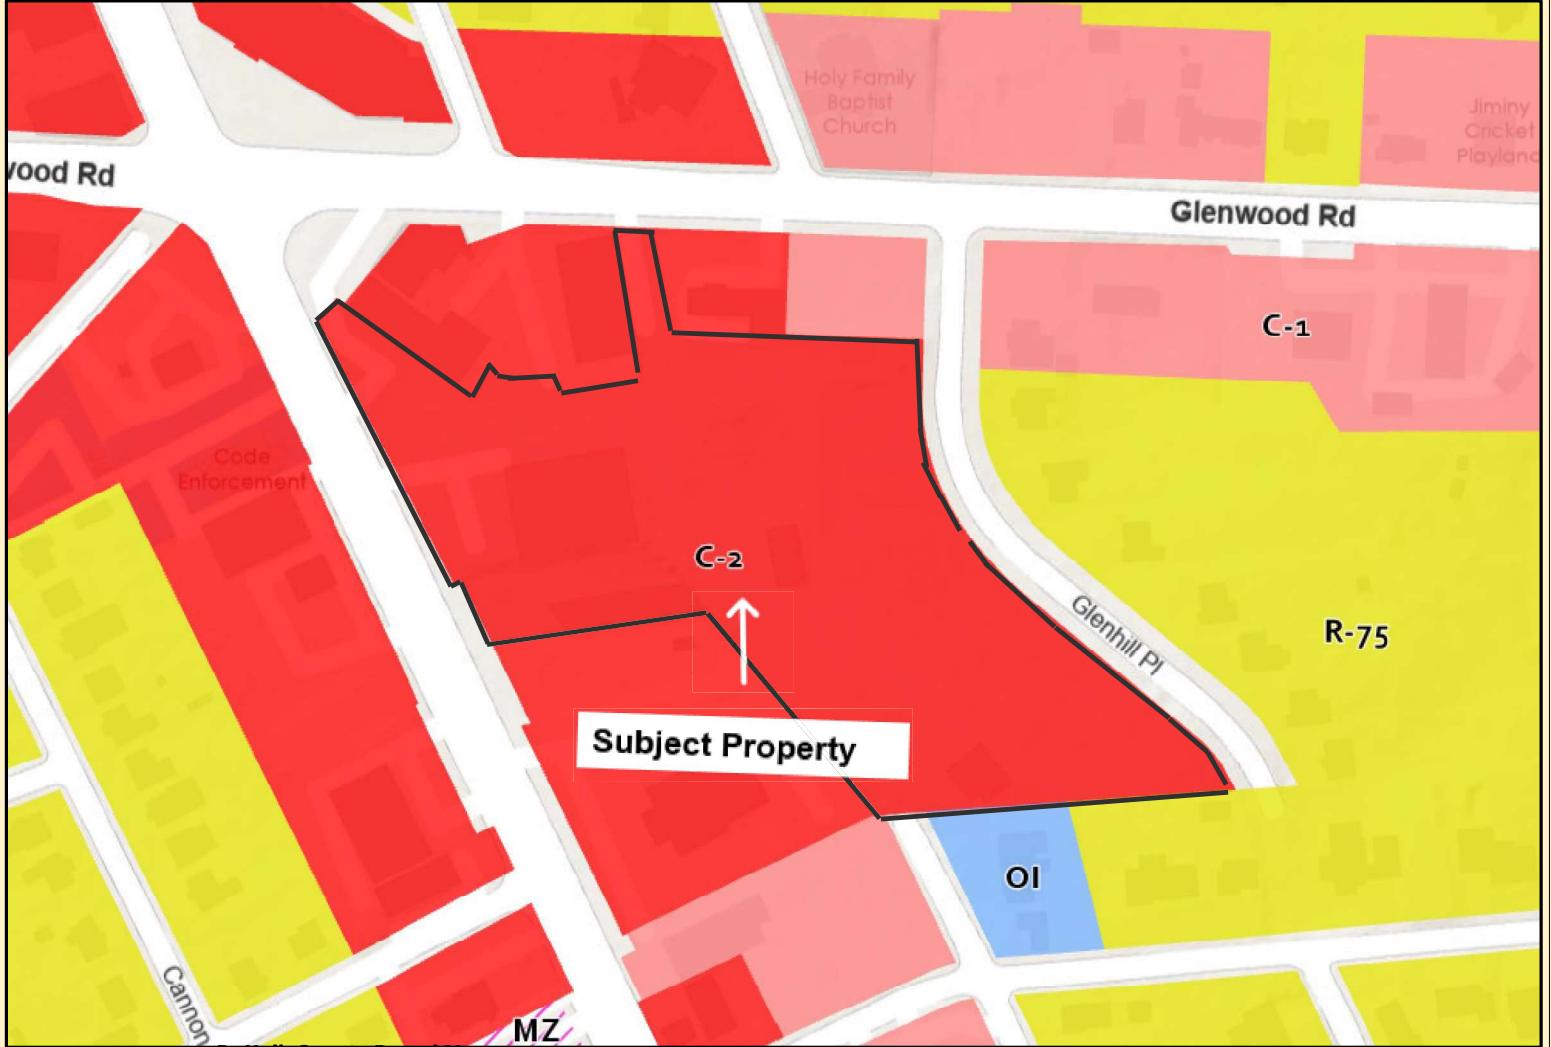 Holy Family
Baptist
Church
Jiminy
Cricket
Playland
wood Rd
Glenwood Rd
C-1
Code
Enforcement
C-2
Glenhill Pl
R-75
Subject Property
OI
Cannon
MZ